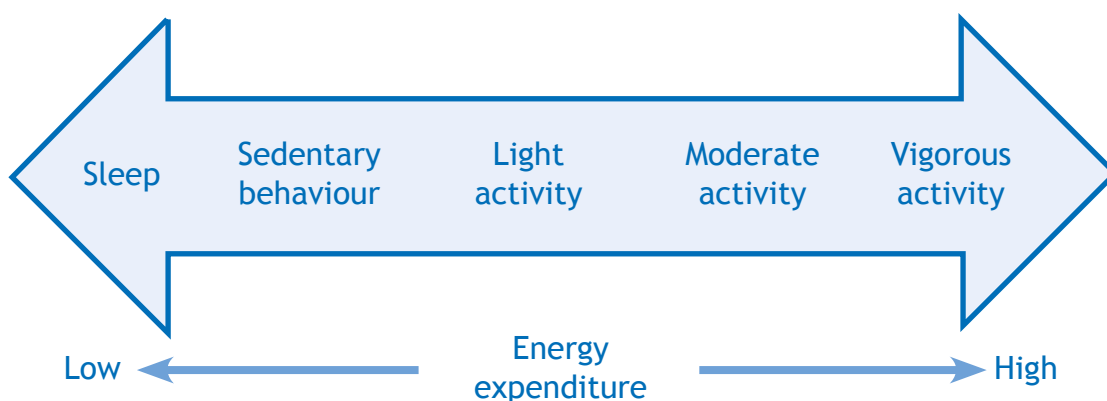 Sleep
Sedentary
behaviour
Light
activity
Moderate
activity
Vigorous
activity
Low
Energy
expenditure
High